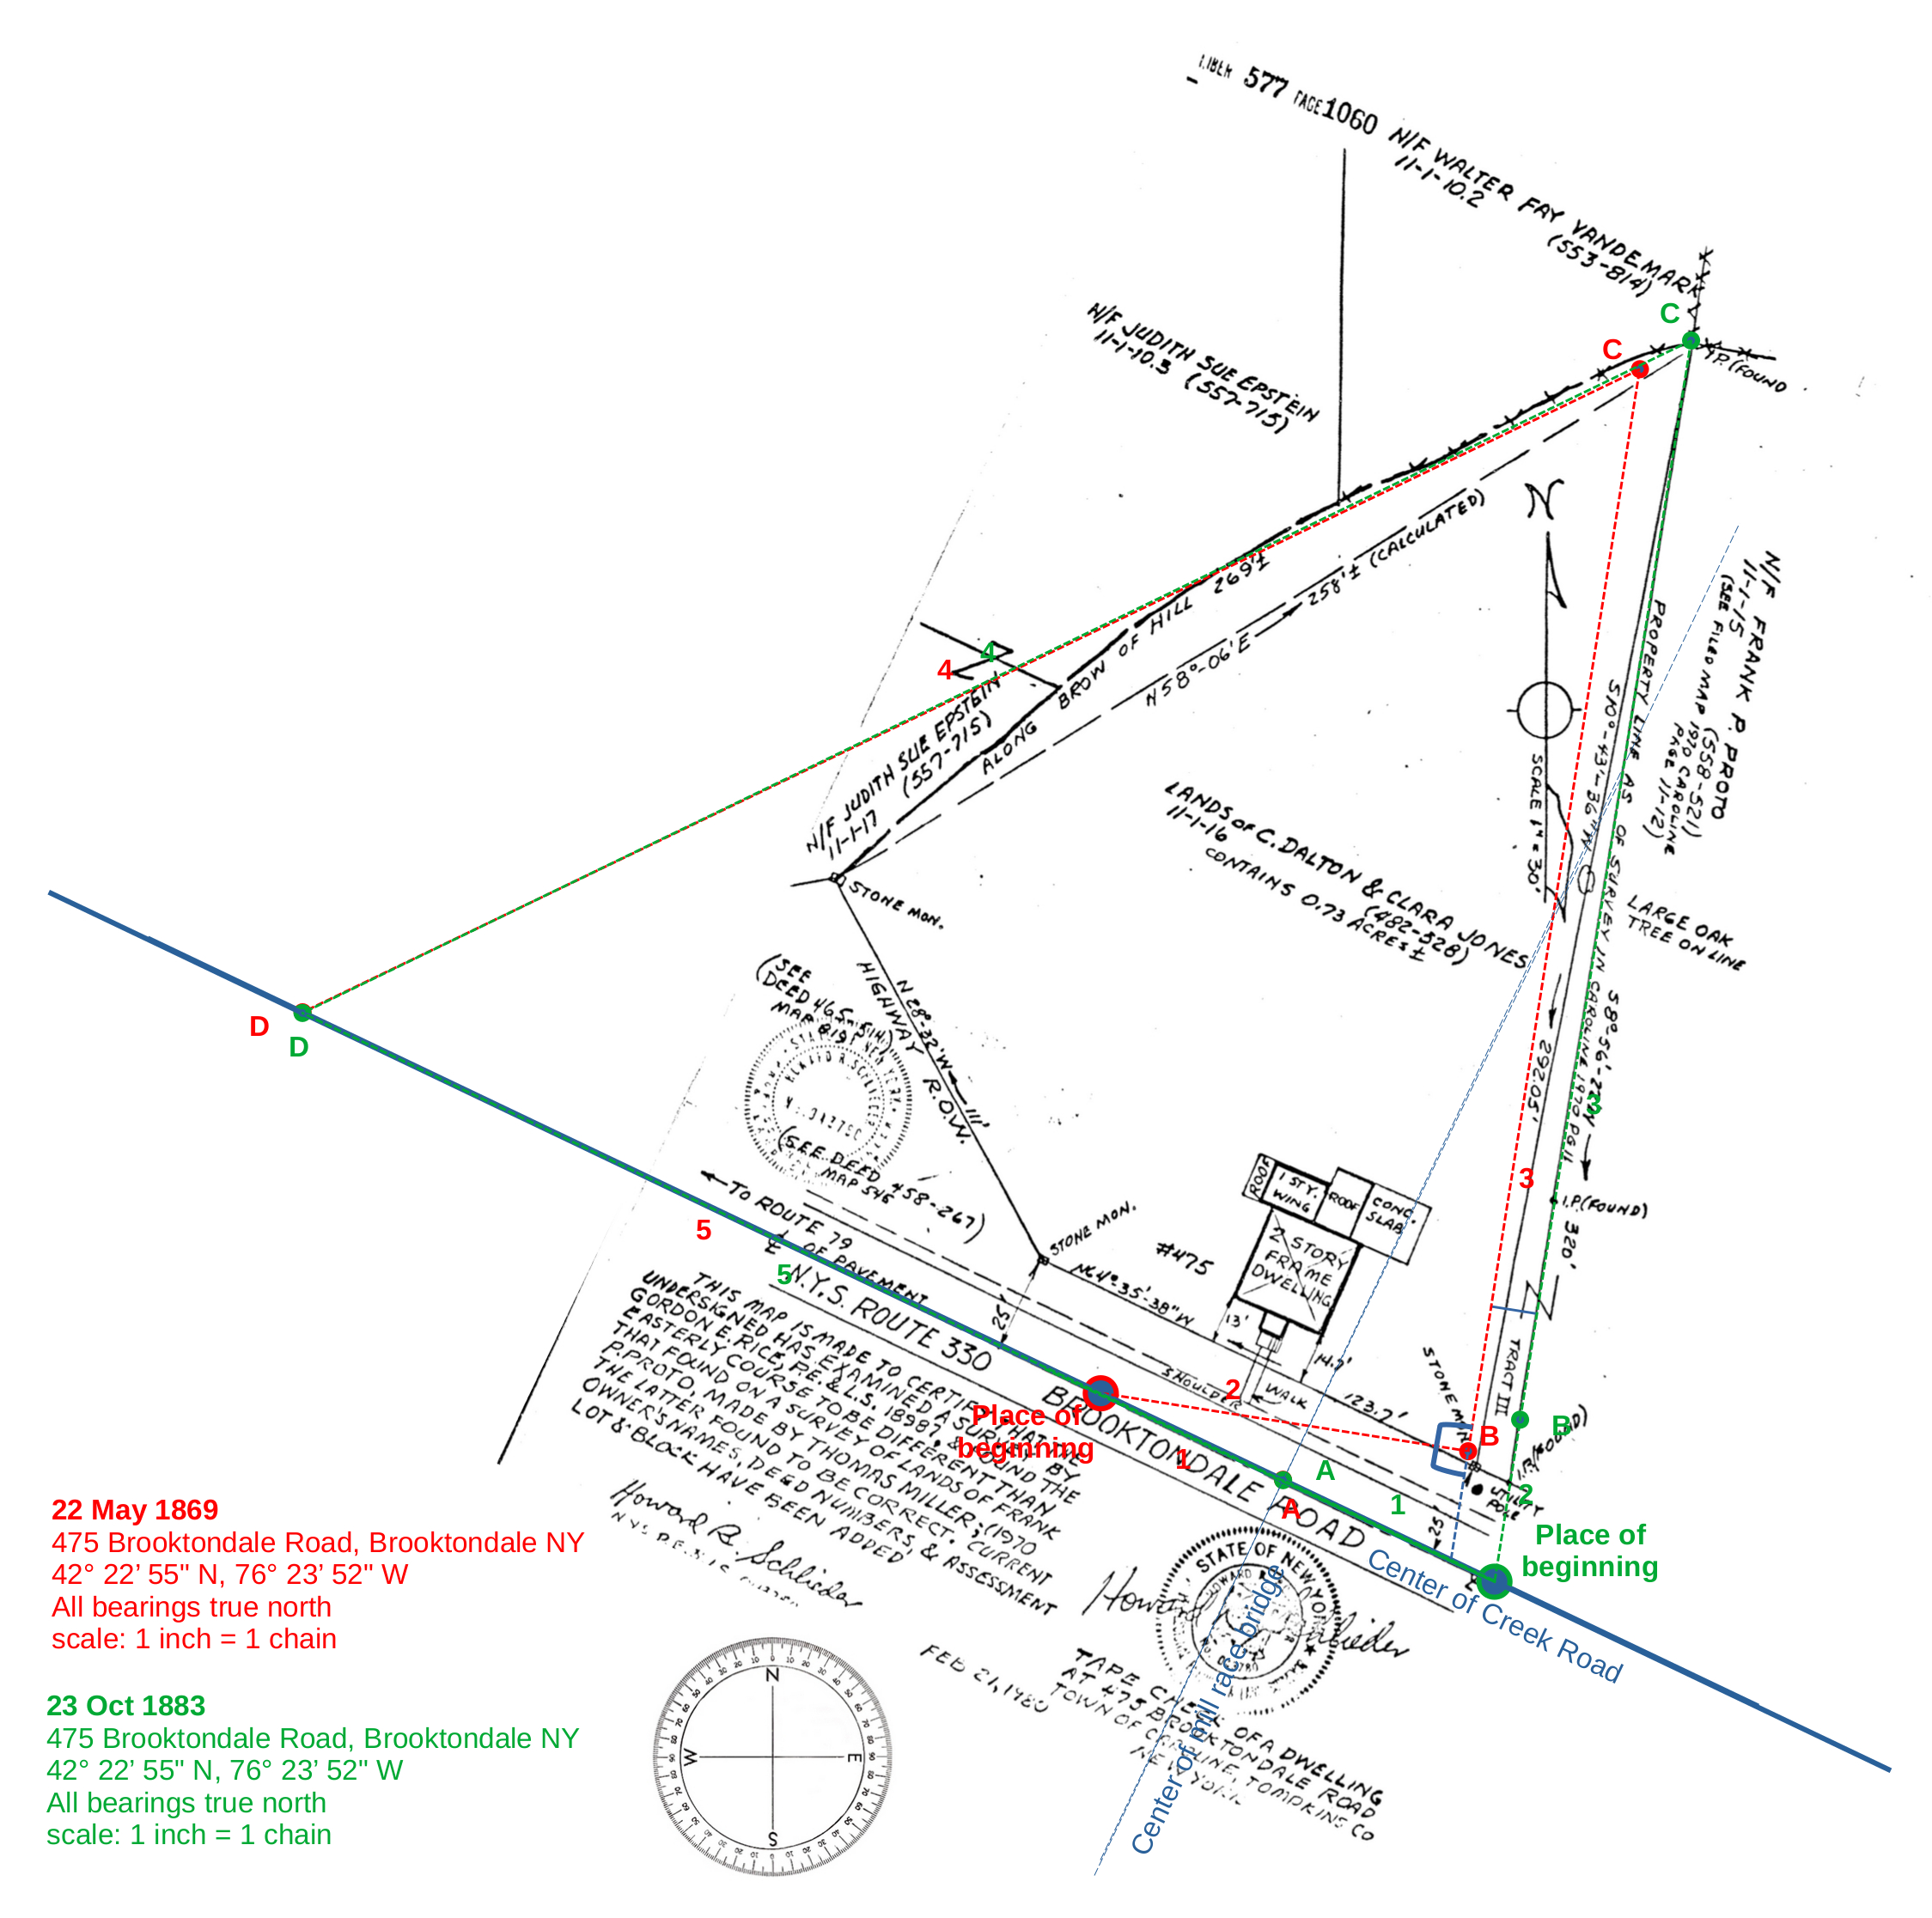 LIBER 577 PAGE 1060
N/F WALTER FAY VANDEMARK
11-1-10.2
(553-814)
N/F JUDITH SUE EPSTEIN
11-1-10.3 (557-715)
C
C
I.P. (FOUND
N
SCALE 1" = 30'
N/F FRANK P. PROTO
11-1-15 (558-521)
(SEE FILED MAP 1970 CAROLINE
PAGE 11-12)
PROPERTY LINE AS OF SURVEY IN CAROLINE 1970 PG 11
S10°-43'-36"W
292.05'
S8°-56'-22"W
320'
LARGE OAK
TREE ON LINE
ALONG BROW OF HILL 269'±
N58°-06'E
258'± (CALCULATED)
4
4
N/F JUDITH SUE EPSTEIN
(557-715)
11-1-17
STONE MON.
LANDS OF C. DALTON & CLARA JONES
11-1-16 (482-528)
CONTAINS 0.73 ACRES±
D
D
(SEE
DEED 465-511)
MAP 819
HIGHWAY R.O.W.
N28°-32'W
111'
(SEE DEED 458-267)
MAP 546
3
3
I.P. (FOUND)
TRACT III
STONE MON.
#475
ROOF
1 STY.
WING
ROOF
CONC.
SLAB
2 STORY
FRAME
DWELLING
13'
14.7'
N64°-35'-38"W
123.7'
25'
25'
SHOULDER
WALK
2
STONE MON.
B
B
2
UTILITY
POLE
TO ROUTE 79
℄ OF PAVEMENT
5
5
N.Y.S. ROUTE 330
BROOKTONDALE ROAD
Place of
beginning
1
A
A
1
Place of
beginning
Center of Creek Road
Center of mill race bridge
THIS MAP IS MADE TO CERTIFY THAT THE
UNDERSIGNED HAS EXAMINED A SURVEY BY
GORDON E. RICE, P.E. & L.S. 18987, & FOUND THE
EASTERLY COURSE TO BE DIFFERENT THAN
THAT FOUND ON A SURVEY OF LANDS OF FRANK
P. PROTO, MADE BY THOMAS MILLER; (1970
THE LATTER FOUND TO BE CORRECT. CURRENT
OWNER'S NAMES, DEED NUMBERS, & ASSESSMENT
LOT & BLOCK HAVE BEEN ADDED
Howard R. Schlieder
STATE OF NEW YORK
HOWARD
FEB 21, 1980
TAPE CHECK OF A DWELLING
AT 475 BROOKTONDALE ROAD
TOWN OF CAROLINE, TOMPKINS CO
NEW YORK
22 May 1869
475 Brooktondale Road, Brooktondale NY
42° 22’ 55" N, 76° 23’ 52" W
All bearings true north
scale: 1 inch = 1 chain
23 Oct 1883
475 Brooktondale Road, Brooktondale NY
42° 22’ 55" N, 76° 23’ 52" W
All bearings true north
scale: 1 inch = 1 chain
N
W
E
S